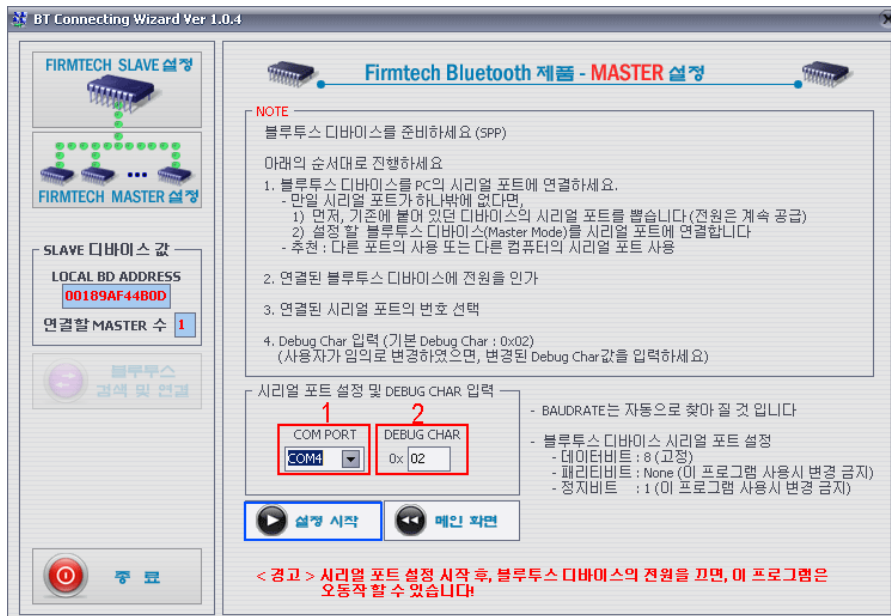 BT Connecting Wizard Ver 1.0.4
FIRMTECH SLAVE 설정
FIRMTECH MASTER 설정
SLAVE 디바이스 값
LOCAL BD ADDRESS
00189AF44B0D
연결할 MASTER 수 1
블루투스
검색 및 연결
종 료
Firmtech Bluetooth 제품 - MASTER 설정
NOTE
블루투스 디바이스를 준비하세요 (SPP)
아래의 순서대로 진행하세요
1. 블루투스 디바이스를 PC의 시리얼 포트에 연결하세요.
- 만일 시리얼 포트가 하나밖에 없다면,
1) 먼저, 기존에 붙어 있던 디바이스의 시리얼 포트를 뽑습니다 (전원은 계속 공급)
2) 설정 할 블루투스 디바이스(Master Mode)를 시리얼 포트에 연결합니다
- 추천 : 다른 포트의 사용 또는 다른 컴퓨터의 시리얼 포트 사용
2. 연결된 블루투스 디바이스에 전원을 인가
3. 연결된 시리얼 포트의 번호 선택
4. Debug Char 입력 (기본 Debug Char : 0x02)
(사용자가 임의로 변경하였으면, 변경된 Debug Char값을 입력하세요)
시리얼 포트 설정 및 DEBUG CHAR 입력
1 2
COM PORT DEBUG CHAR
COM4 0x 02
- BAUDRATE는 자동으로 찾아 질 것 입니다
- 블루투스 디바이스 시리얼 포트 설정
- 데이터비트 : 8 (고정)
- 패리티비트 : None (이 프로그램 사용시 변경 금지)
- 정지비트 : 1 (이 프로그램 사용시 변경 금지)
설정 시작 메인 화면
< 경고 > 시리얼 포트 설정 시작 후, 블루투스 디바이스의 전원을 끄면, 이 프로그램은
오동작 할 수 있습니다!